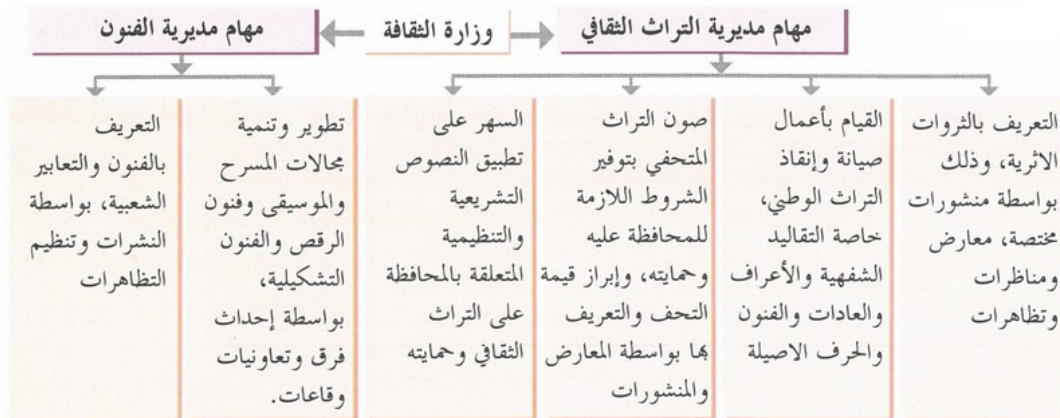 مهام مديرية التراث الثقافي
وزارة الثقافة
مهام مديرية الفنون
التعريف بالثروات
الاثرية، وذلك
بواسطة منشورات
مختصة، معارض
ومناظرات
وتظاهرات
القيام بأعمال
صيانة وإنقاذ
التراث الوطني،
خاصة التقاليد
الشفهية والأعراف
والعادات والفنون
والحرف الاصيلة
صون التراث
المتحفي بتوفير
الشروط اللازمة
للمحافظة عليه
وحمايته، وإبراز قيمة
التحف والتعريف
بها بواسطة المعارض
والمنشورات
السهر على
تطبيق النصوص
التشريعية
والتنظيمية
المتعلقة بالمحافظة
على التراث
الثقافي وحمايته
تطوير وتنمية
مجالات المسرح
والموسيقى وفنون
الرقص والفنون
التشكيلية،
بواسطة إحداث
فرق وتعاونيات
وقاعات.
التعريف
بالفنون والتعابير
الشعبية، بواسطة
النشرات وتنظيم
التظاهرات